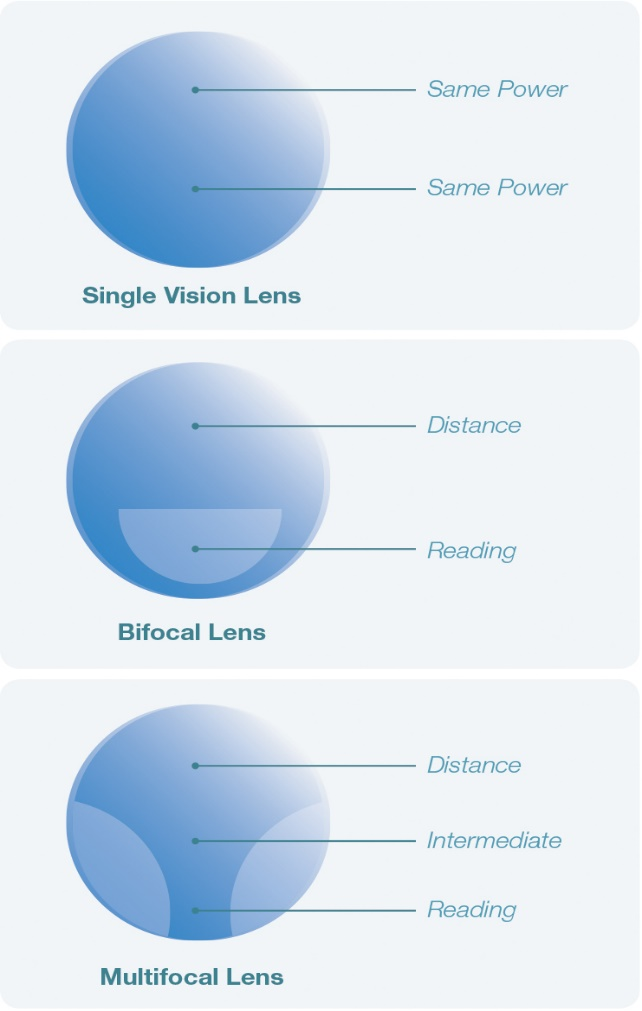 Same Power
Same Power
Single Vision Lens
Distance
Reading
Bifocal Lens
Distance
Intermediate
Reading
Multifocal Lens